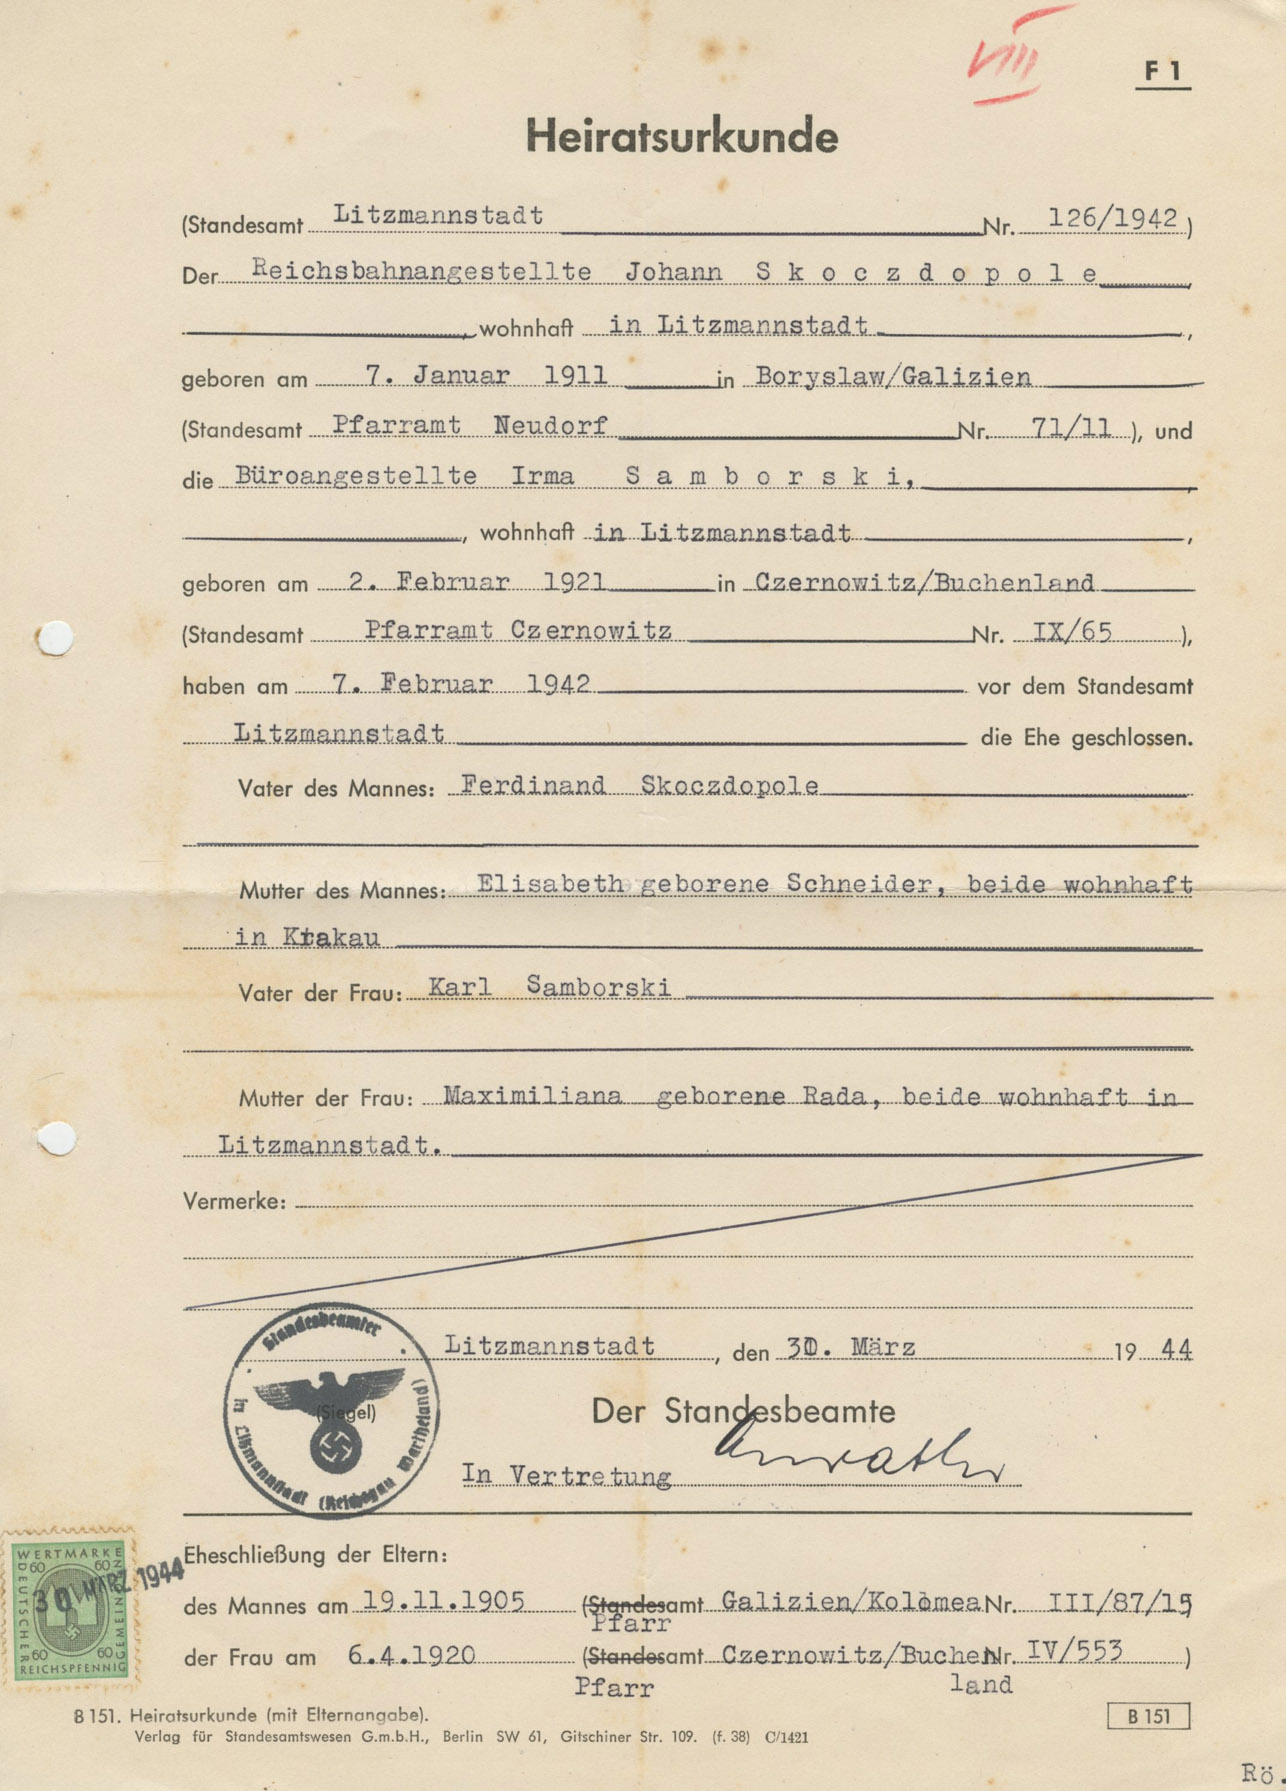 VIII
F 1
Heiratsurkunde
(Standesamt Litzmannstadt Nr. 126/1942)
Der Reichsbahnangestellte Johann S k o c z d o p o l e
, wohnhaft in Litzmannstadt ,
geboren am 7. Januar 1911 in Boryslaw/Galizien
(Standesamt Pfarramt Neudorf Nr. 71/11 ), und
die Büroangestellte Irma S a m b o r s k i,
, wohnhaft in Litzmannstadt ,
geboren am 2. Februar 1921 in Czernowitz/Buchenland
(Standesamt Pfarramt Czernowitz Nr. IX/65 ),
haben am 7. Februar 1942 vor dem Standesamt
Litzmannstadt die Ehe geschlossen.
Vater des Mannes: Ferdinand Skoczdopole
Mutter des Mannes: Elisabeth geborene Schneider, beide wohnhaft
in Krakau
Vater der Frau: Karl Samborski
Mutter der Frau: Maximiliana geborene Rada, beide wohnhaft in
Litzmannstadt.
Vermerke:
Litzmannstadt , den 30. März 19 44
Standesbeamter
in Litzmannstadt (Reichsgau Wartheland)
(Siegel)
Der Standesbeamte
In Vertretung
Eheschließung der Eltern:
des Mannes am 19.11.1905 (Standesamt Galizien/Kolomea Nr. III/87/15
Pfarr
der Frau am 6.4.1920 (Standesamt Czernowitz/Buchen Nr. IV/553 )
Pfarr land
WERTMARKE
60 60
DEUTSCHER
GEMEINDEN
30 MÄRZ 1944
60 60
REICHSPFENNIG
B 151. Heiratsurkunde (mit Elternangabe).
B 151
Verlag für Standesamtswesen G.m.b.H., Berlin SW 61, Gitschiner Str. 109. (f. 38) C/1421
Rö.